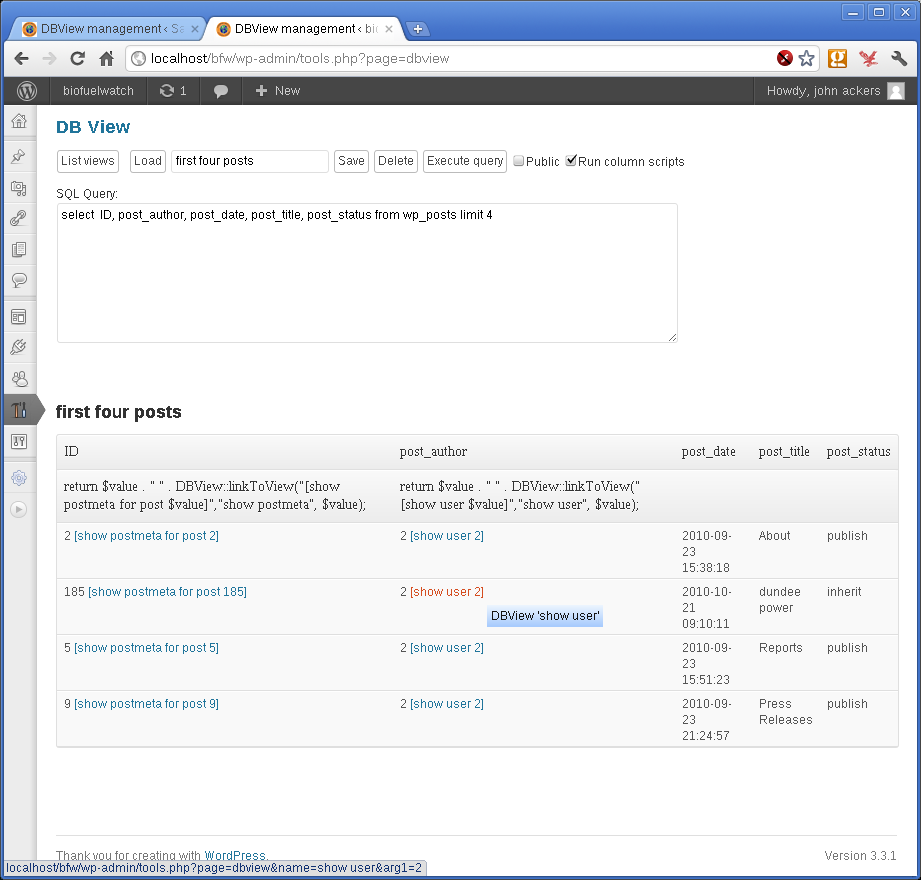 DBView management ‹ Sa
DBView management ‹ bio
localhost/bfw/wp-admin/tools.php?page=dbview
biofuelwatch 1 New Howdy, john ackers
DB View
List views Load first four posts Save Delete Execute query Public Run column scripts
SQL Query:
select ID, post_author, post_date, post_title, post_status from wp_posts limit 4
first four posts
ID post_author post_date post_title post_status
return $value . " " . DBView::linkToView("[show
postmeta for post $value]","show postmeta", $value);
return $value . " " . DBView::linkToView("
[show user $value]","show user", $value);
2 [show postmeta for post 2] 2 [show user 2] 2010-09- About publish
23
15:38:18
185 [show postmeta for post 185] 2 [show user 2] 2010-10- dundee inherit
21 power
09:10:11
DBView 'show user'
5 [show postmeta for post 5] 2 [show user 2] 2010-09- Reports publish
23
15:51:23
9 [show postmeta for post 9] 2 [show user 2] 2010-09- Press publish
23 Releases
21:24:57
Thank you for creating with WordPress. Version 3.3.1
localhost/bfw/wp-admin/tools.php?page=dbview&name=show user&arg1=2